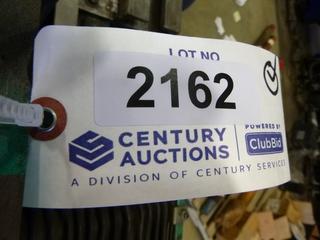 LOT NO
2162
CENTURY
AUCTIONS
POWERED BY
ClubBid
A DIVISION OF CENTURY SERVICES